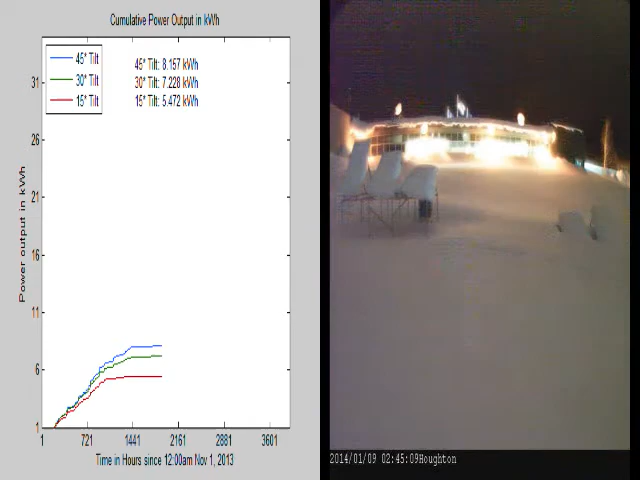 Cumulative Power Output in kWh
45° Tilt
30° Tilt
15° Tilt
45° Tilt: 8.157 kWh
30° Tilt: 7.228 kWh
15° Tilt: 5.472 kWh
Power output in kWh
31
26
21
16
11
6
1
1 721 1441 2161 2881 3601
Time in Hours since 12:00am Nov 1, 2013
2014/01/09 02:45:09Houghton